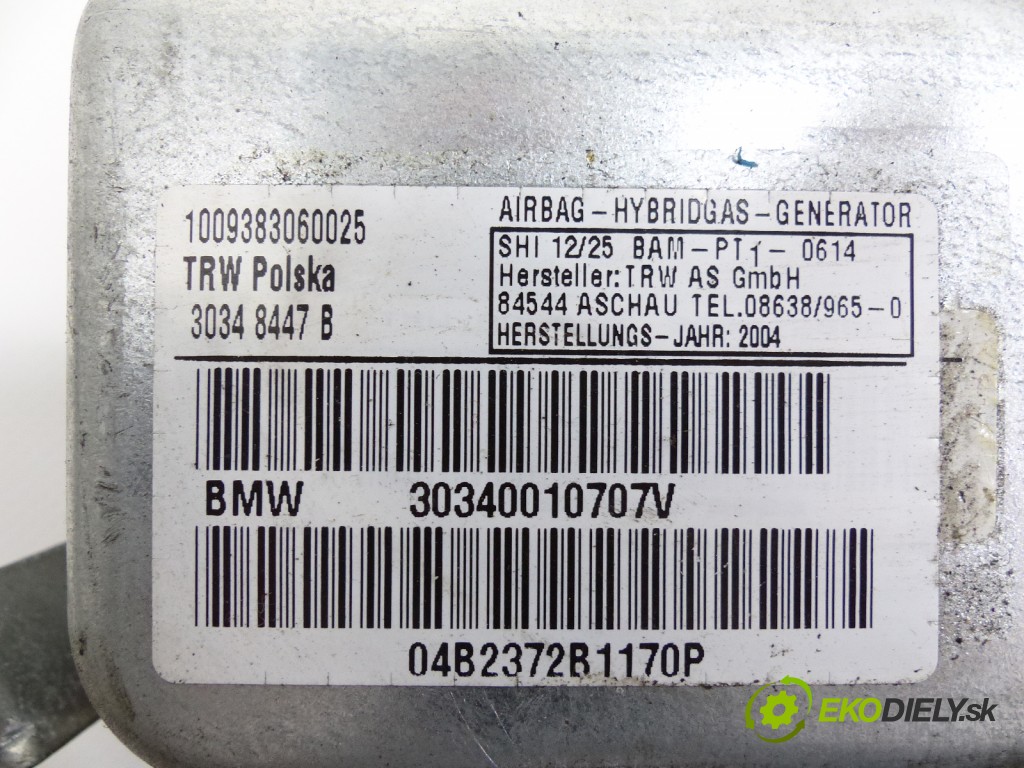 1009383060025
TRW Polska
3034 8447 B
AIRBAG-HYBRIDGAS-GENERATOR
SHI 12/25 BAM-PT1-0614
Hersteller:TRW AS GmbH
84544 ASCHAU TEL.08638/965-0
HERSTELLUNGS-JAHR: 2004
BMW 30340010707V
04B2372B1170P
EKODIELY.sk